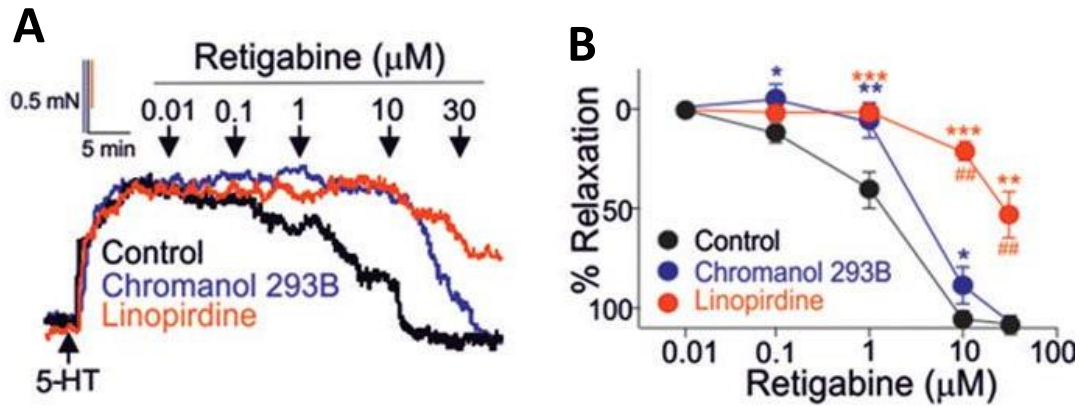 A
Retigabine (μM)
0.5 mN
0.01 0.1 1 10 30
5 min
Control
Chromanol 293B
Linopirdine
5-HT
B
% Relaxation
0
50
100
* *** ** *** ## ** ## *
Control
Chromanol 293B
Linopirdine
0.01 0.1 1 10 100
Retigabine (μM)